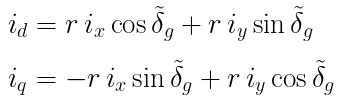 i_d = r i_x cos δ̃_g + r i_y sin δ̃_g
i_q = −r i_x sin δ̃_g + r i_y cos δ̃_g